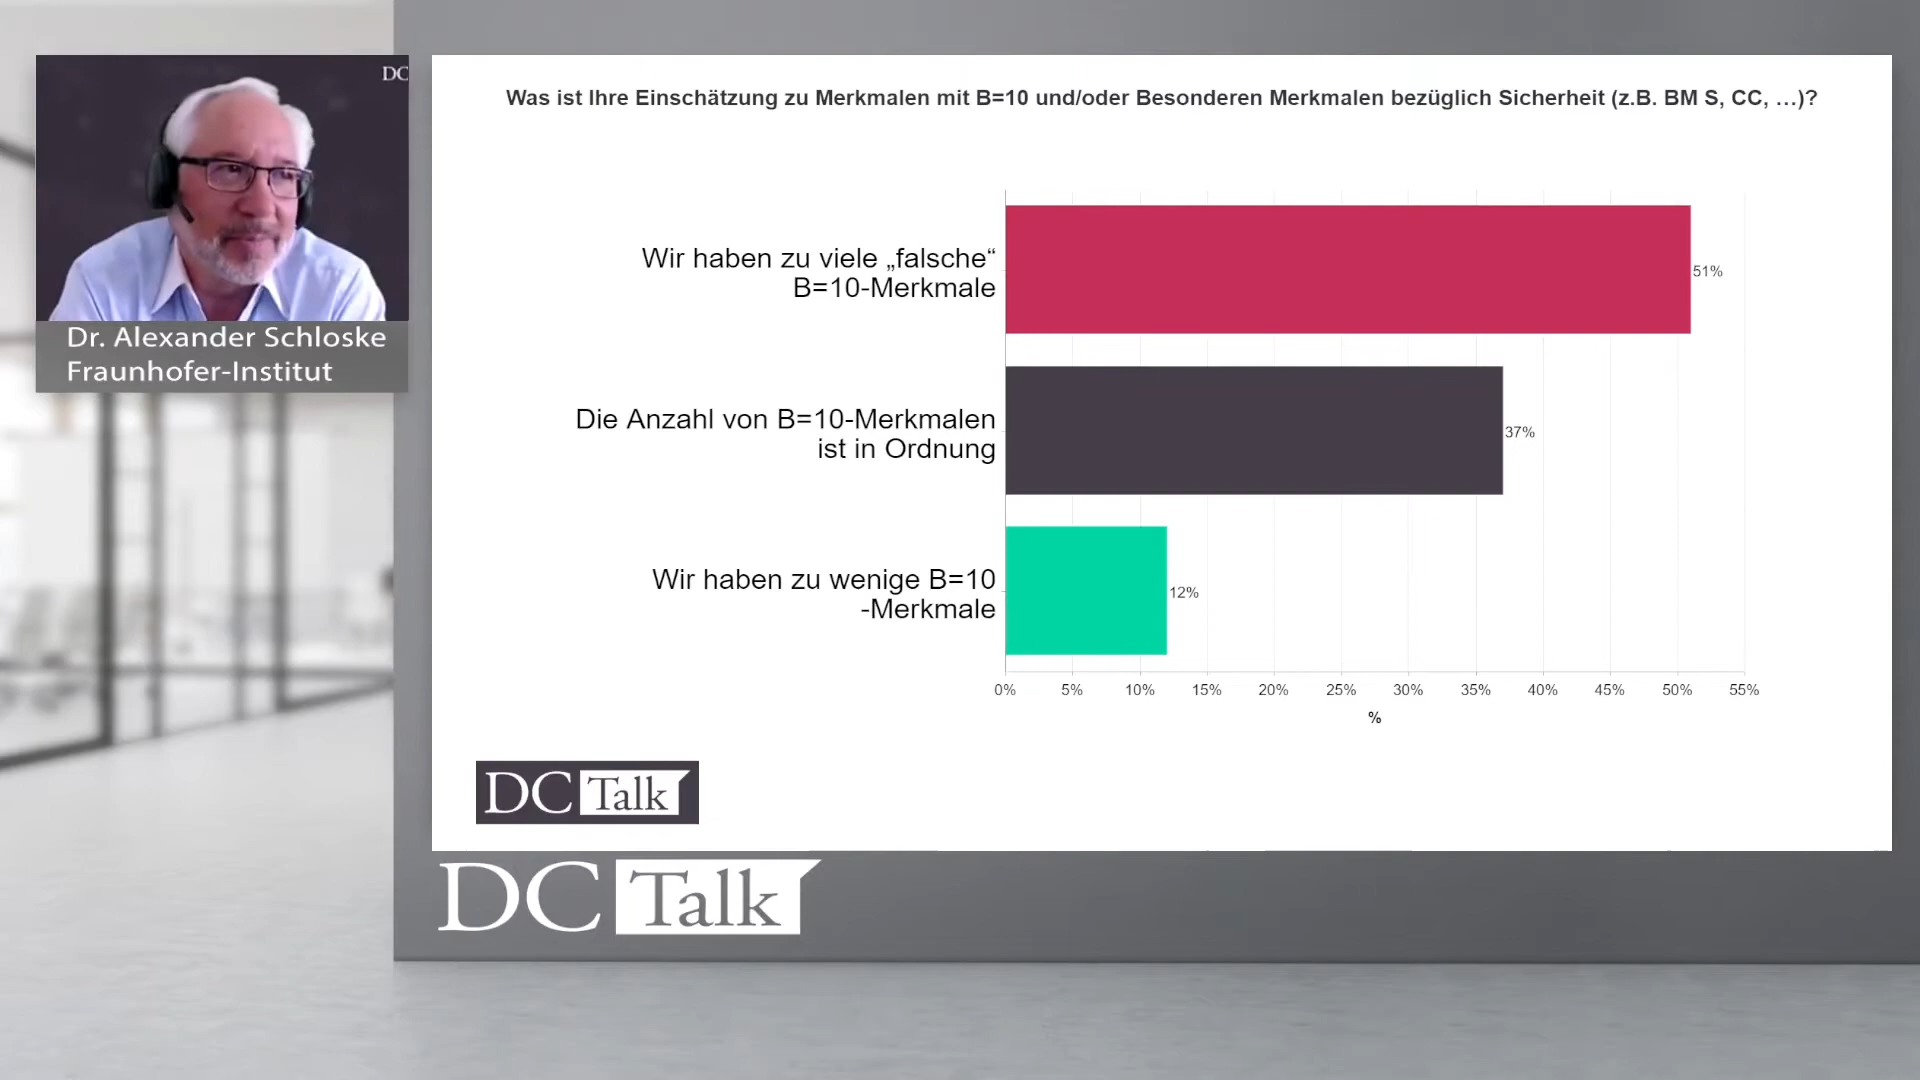 DC
Dr. Alexander Schloske
Fraunhofer-Institut
Was ist Ihre Einschätzung zu Merkmalen mit B=10 und/oder Besonderen Merkmalen bezüglich Sicherheit (z.B. BM S, CC, …)?
Wir haben zu viele „falsche“
B=10-Merkmale
51%
Die Anzahl von B=10-Merkmalen
ist in Ordnung
37%
Wir haben zu wenige B=10
-Merkmale
12%
0% 5% 10% 15% 20% 25% 30% 35% 40% 45% 50% 55%
%
DC Talk
DC Talk